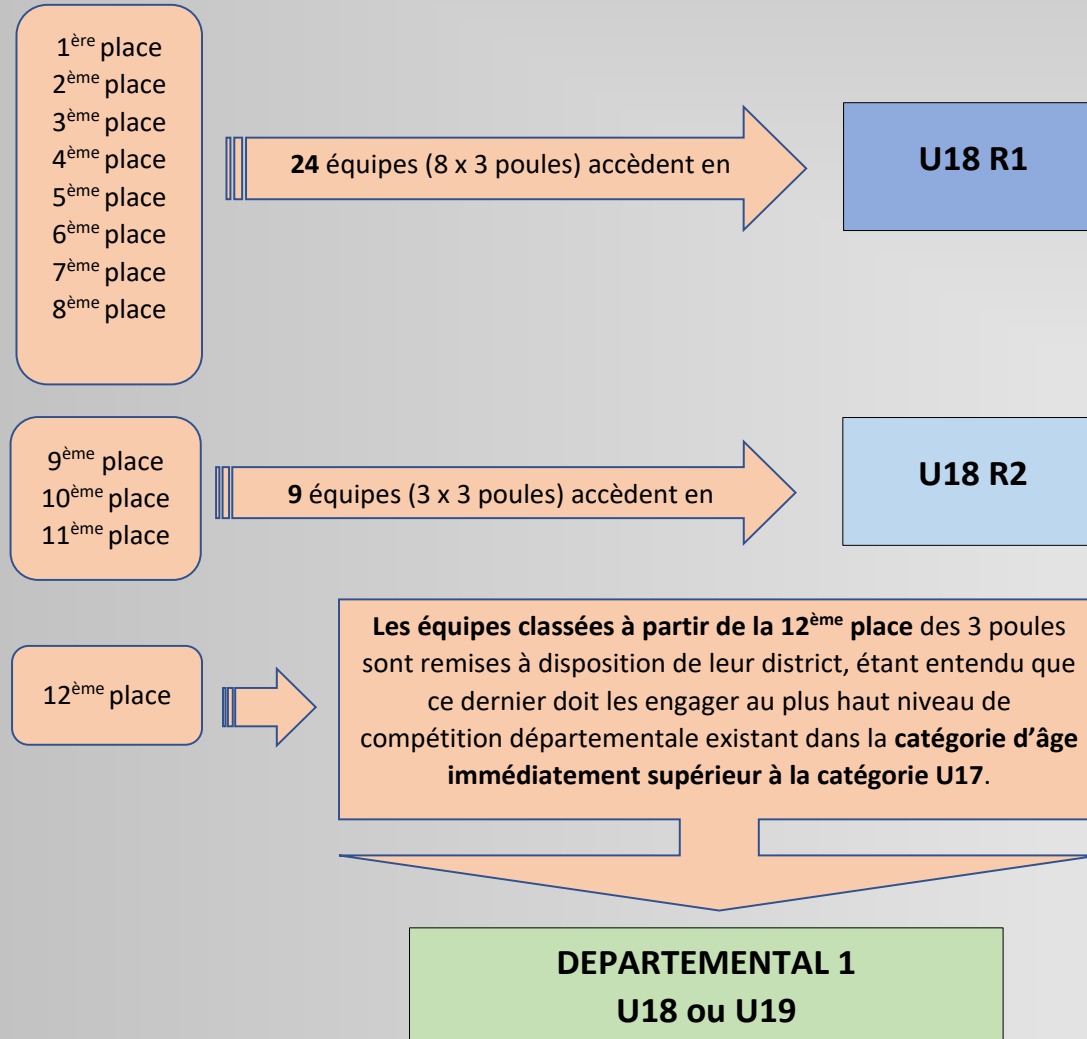 1ère place
2ème place
3ème place
4ème place
5ème place
6ème place
7ème place
8ème place
24 équipes (8 x 3 poules) accèdent en
U18 R1
9ème place
10ème place
11ème place
9 équipes (3 x 3 poules) accèdent en
U18 R2
12ème place
Les équipes classées à partir de la 12ème place des 3 poules
sont remises à disposition de leur district, étant entendu que
ce dernier doit les engager au plus haut niveau de
compétition départementale existant dans la catégorie d’âge
immédiatement supérieur à la catégorie U17.
DEPARTEMENTAL 1
U18 ou U19